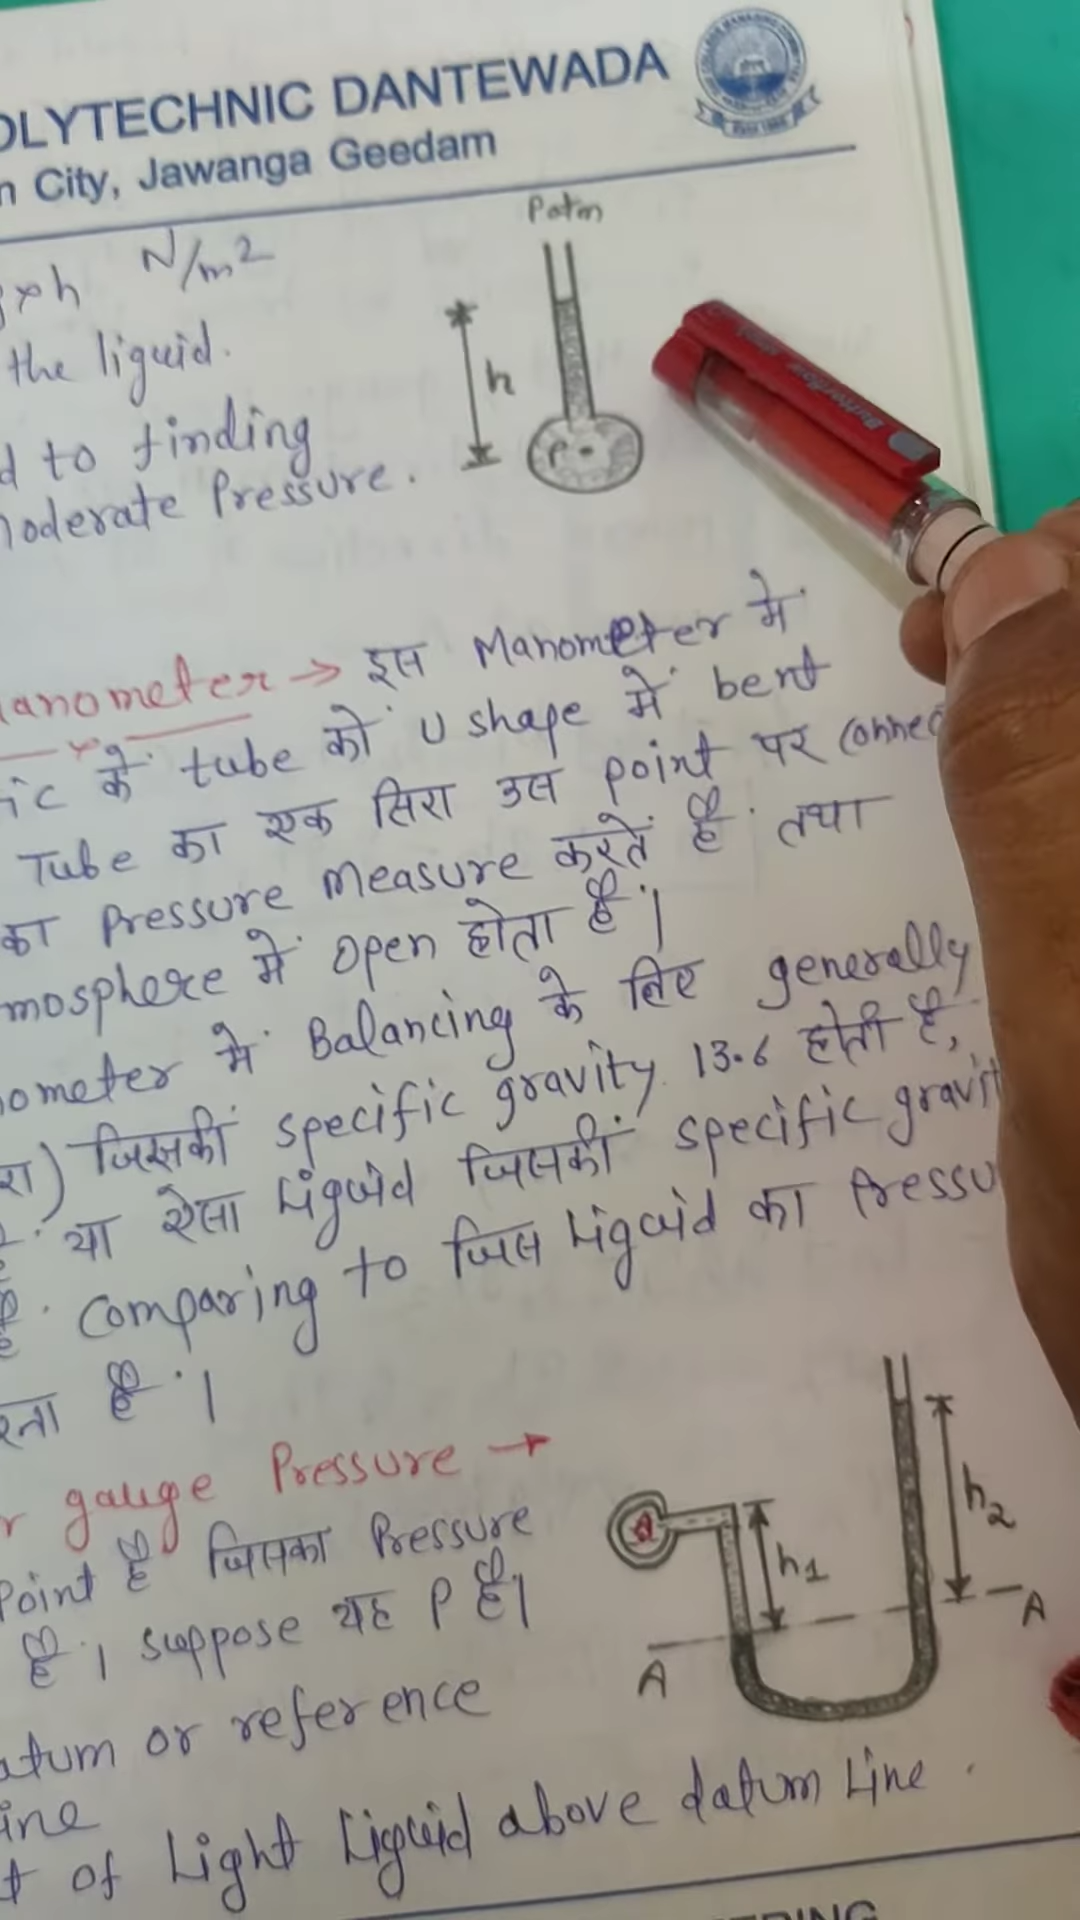 OLYTECHNIC DANTEWADA
City, Jawanga Geedam
Patm
×h N/m²
the liquid.
h
d to finding
P
oderate Pressure.
anometer → इस Manometer में
ic के tube को U shape में bent
Tube का एक सिरा उस point पर connec
का Pressure measure करते है तथा
mosphere में open होता है।
ometer में Balancing के लिए generally
रा) जिसकी specific gravity 13.6 होती है,
या ऐसा Liquid जिसकी specific gravit
है. Comparing to जिस Liquid का Pressu
रता है।
r gauge Pressure →
Point है जिसका Pressure
है। suppose यह P है।
A h1 h2
A A
atum or reference
ine
t of Light Liquid above datum Line.